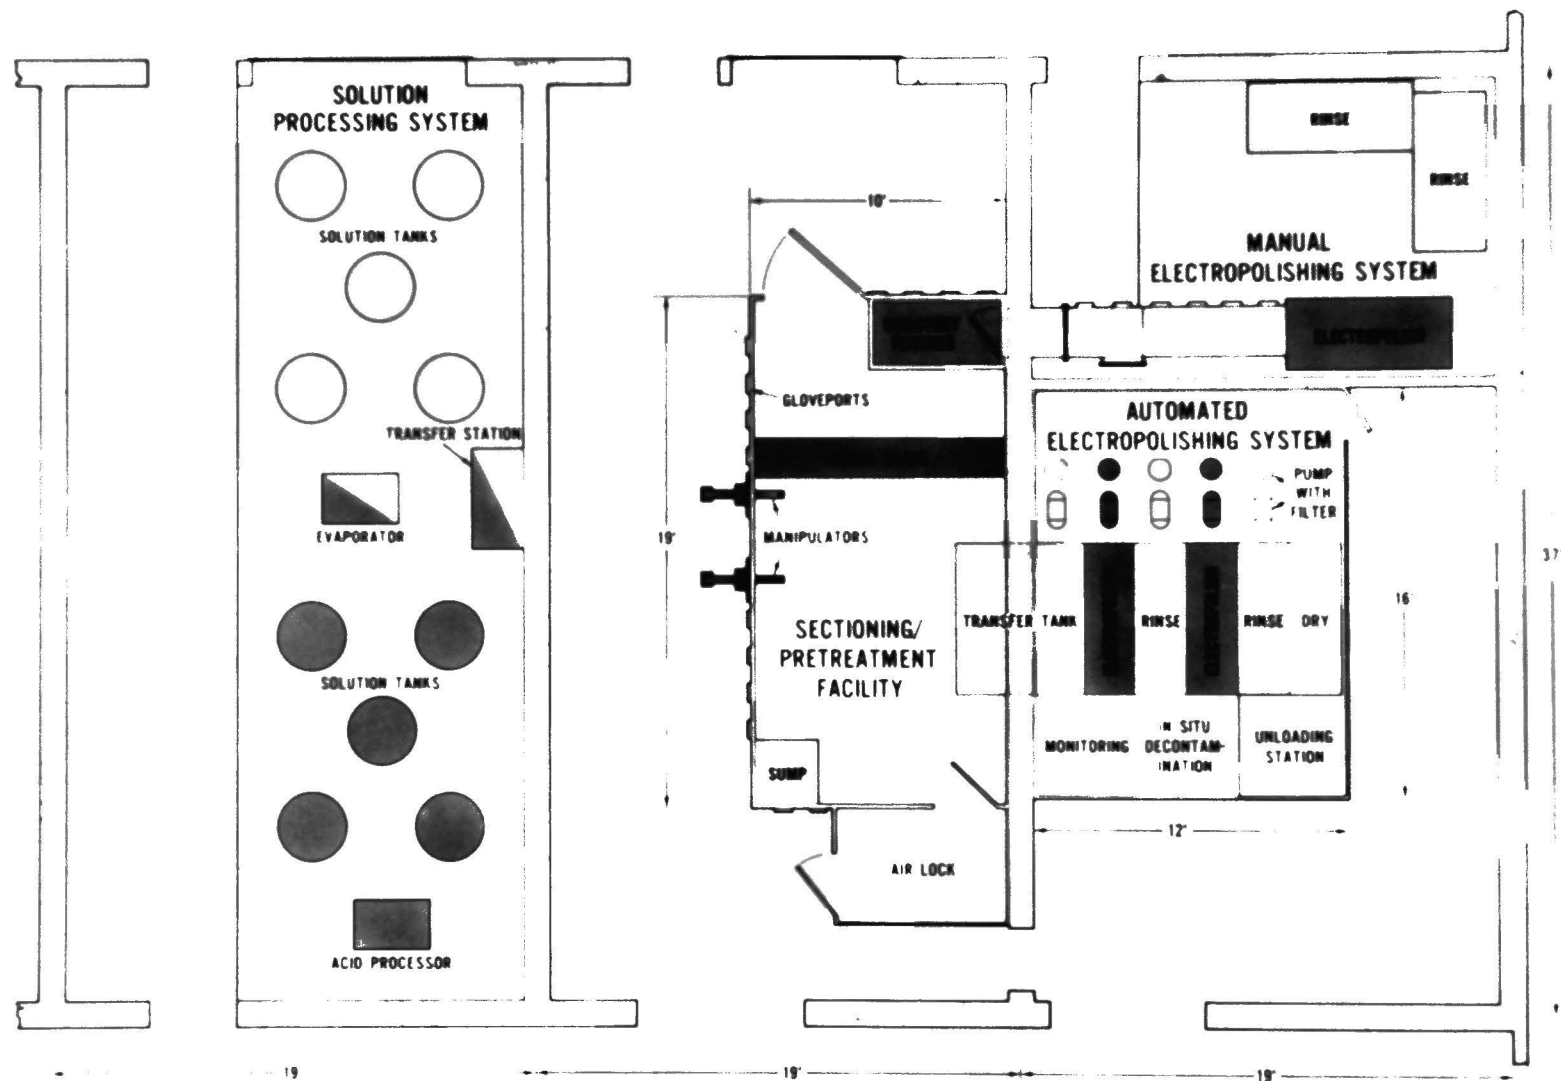 SOLUTION
PROCESSING SYSTEM
SOLUTION TANKS
TRANSFER STATION
EVAPORATOR
SOLUTION TANKS
ACID PROCESSOR
10'
GLOVEPORTS
19'
MANIPULATORS
SECTIONING/
PRETREATMENT
FACILITY
SUMP
AIR LOCK
RINSE
RINSE
MANUAL
ELECTROPOLISHING SYSTEM
ELECTROPOLISH
AUTOMATED
ELECTROPOLISHING SYSTEM
PUMP
WITH
FILTER
TRANSFER TANK
RINSE
RINSE
DRY
MONITORING
IN SITU
DECONTAM-
INATION
UNLOADING
STATION
16'
12'
37'
19'
19'
19'